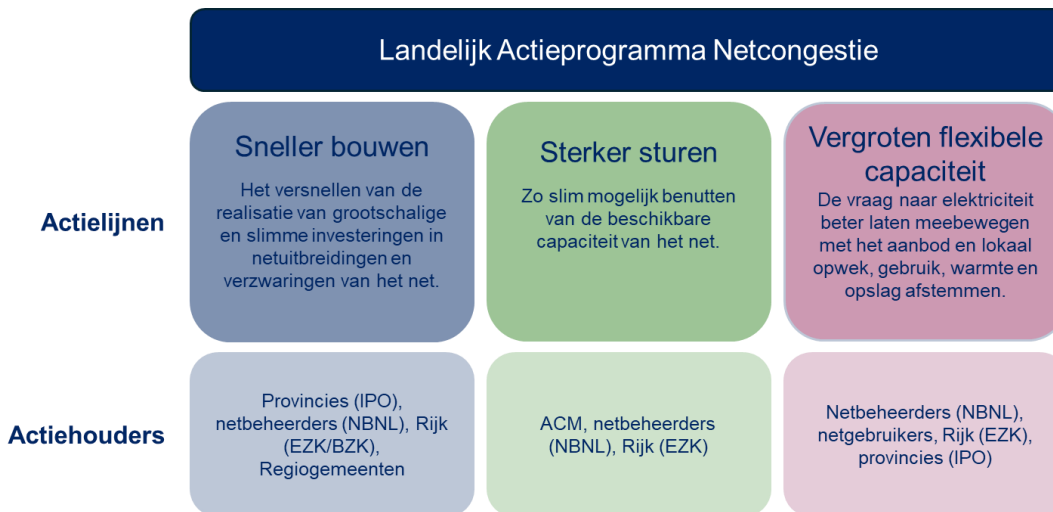 Landelijk Actieprogramma Netcongestie
Actielijnen
Sneller bouwen
Het versnellen van de
realisatie van grootschalige
en slimme investeringen in
netuitbreidingen en
verzwaringen van het net.
Sterker sturen
Zo slim mogelijk benutten
van de beschikbare
capaciteit van het net.
Vergroten flexibele
capaciteit
De vraag naar elektriciteit
beter laten meebewegen
met het aanbod en lokaal
opwek, gebruik, warmte en
opslag afstemmen.
Actiehouders
Provincies (IPO),
netbeheerders (NBNL), Rijk
(EZK/BZK),
Regiogemeenten
ACM, netbeheerders
(NBNL), Rijk (EZK)
Netbeheerders (NBNL),
netgebruikers, Rijk (EZK),
provincies (IPO)